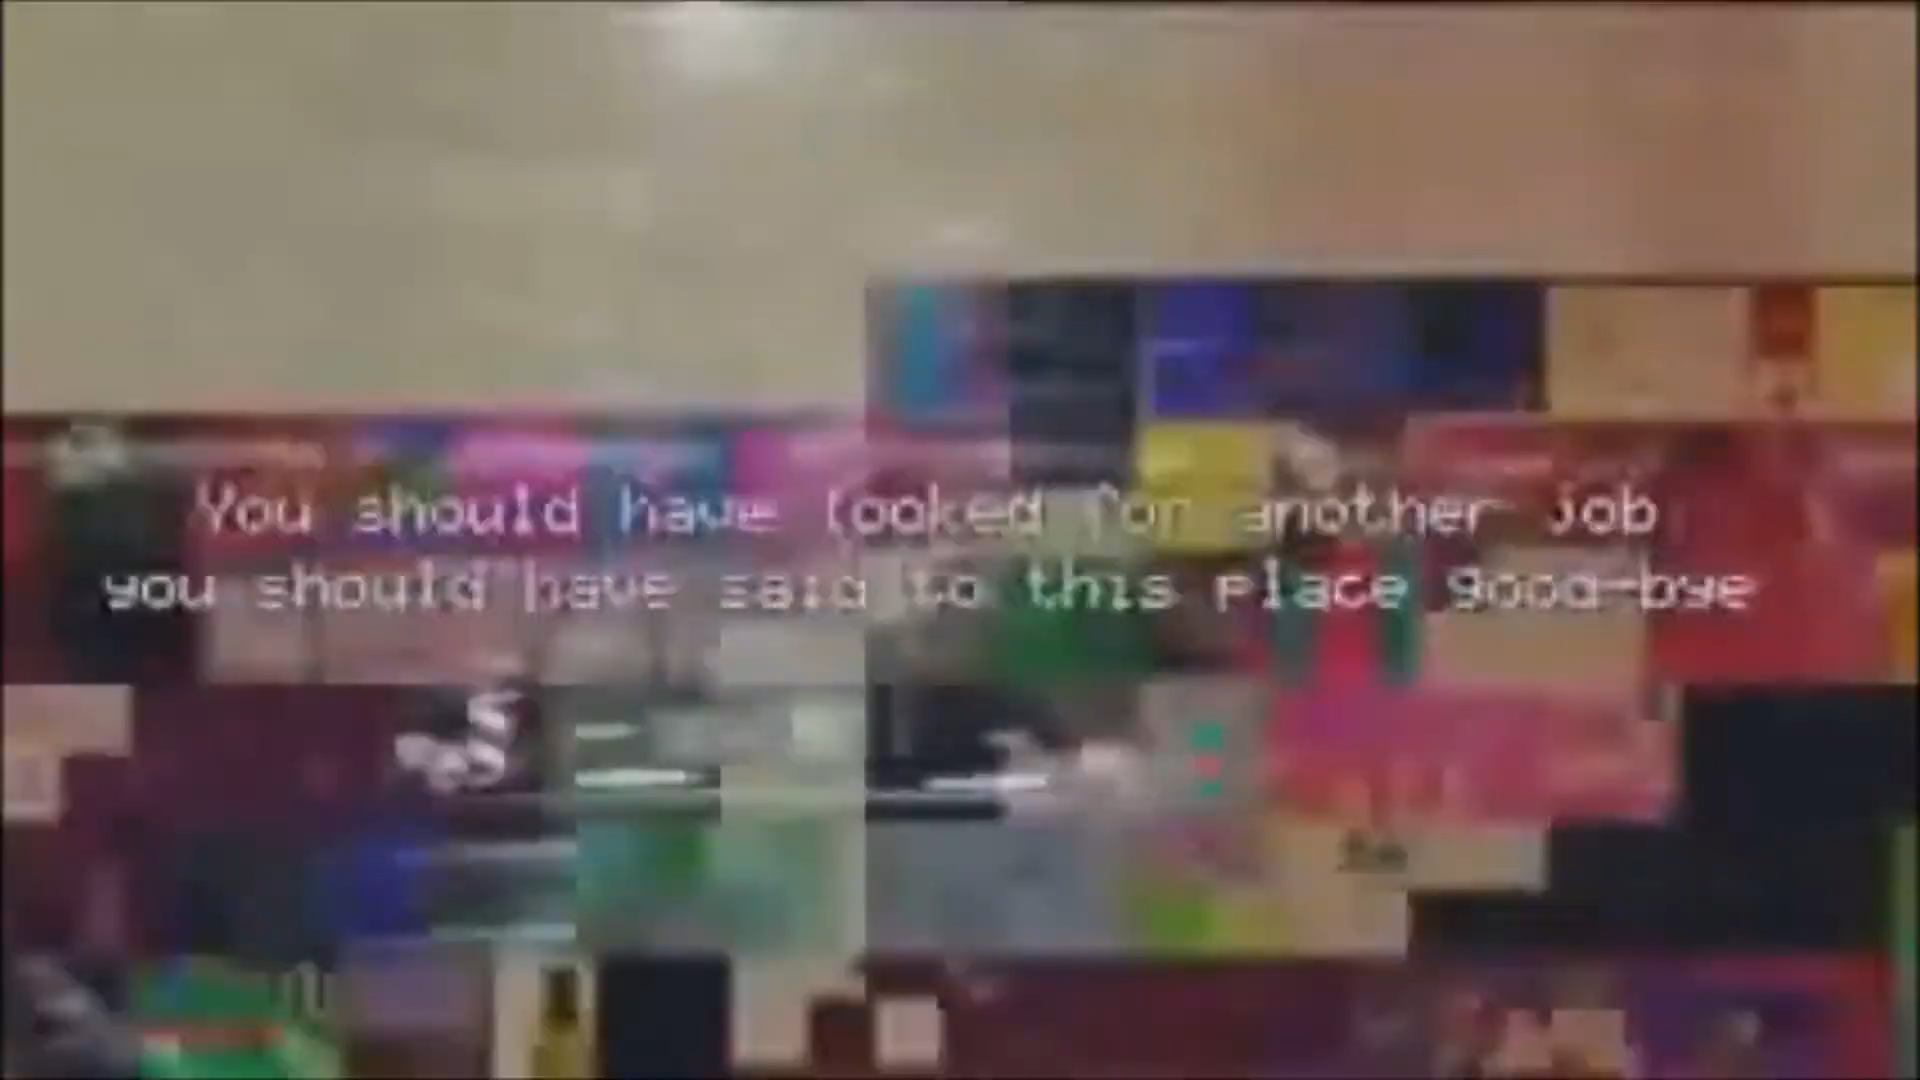 You should have looked for another job
you should have said to this place good-bye